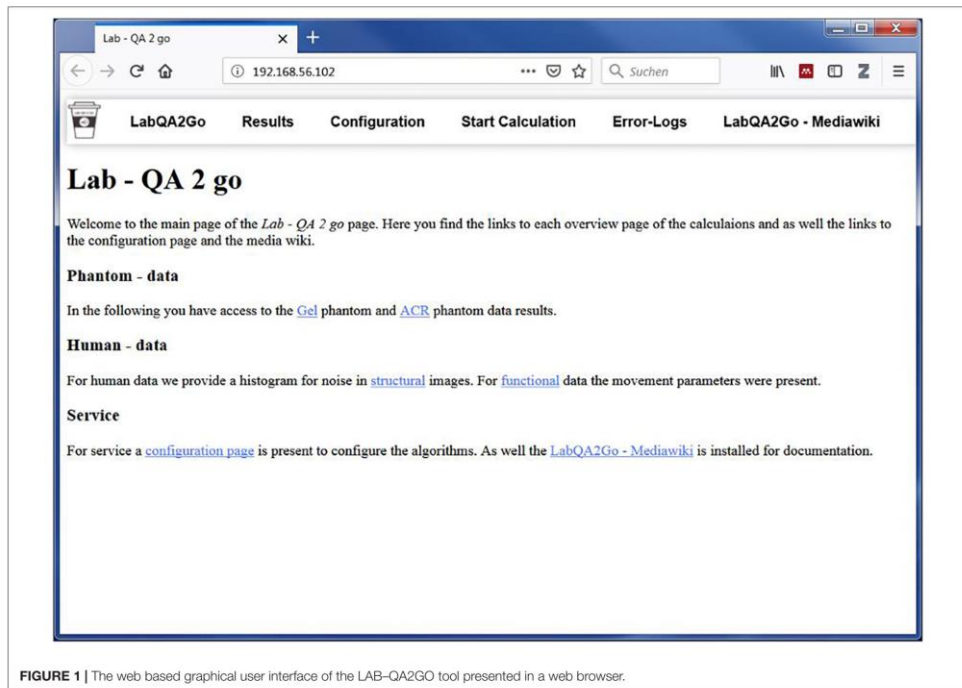 Lab - QA 2 go
192.168.56.102
Suchen
LabQA2Go Results Configuration Start Calculation Error-Logs LabQA2Go - Mediawiki
Lab - QA 2 go
Welcome to the main page of the Lab - QA 2 go page. Here you find the links to each overview page of the calculaions and as well the links to
the configuration page and the media wiki.
Phantom - data
In the following you have access to the Gel phantom and ACR phantom data results.
Human - data
For human data we provide a histogram for noise in structural images. For functional data the movement parameters were present.
Service
For service a configuration page is present to configure the algorithms. As well the LabQA2Go - Mediawiki is installed for documentation.
FIGURE 1 | The web based graphical user interface of the LAB–QA2GO tool presented in a web browser.